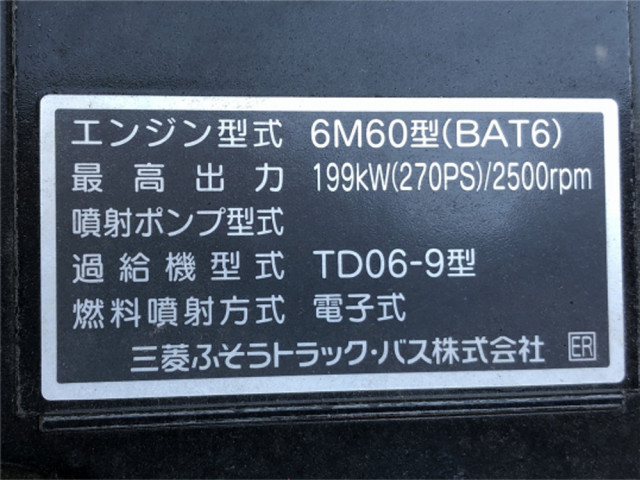 エンジン型式 6M60型(BAT6)
最高出力 199kW(270PS)/2500rpm
噴射ポンプ型式
過給機型式 TD06-9型
燃料噴射方式 電子式
三菱ふそうトラック・バス株式会社 ER